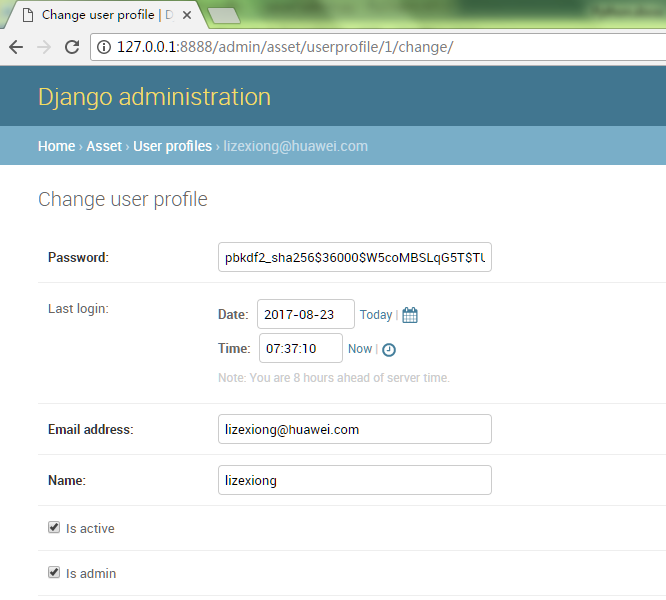 Change user profile | D
127.0.0.1:8888/admin/asset/userprofile/1/change/
Django administration
Home › Asset › User profiles › lizexiong@huawei.com
Change user profile
Password: pbkdf2_sha256$36000$W5coMBSLqG5T$TU
Last login:
Date: 2017-08-23 Today |
Time: 07:37:10 Now |
Note: You are 8 hours ahead of server time.
Email address: lizexiong@huawei.com
Name: lizexiong
Is active
Is admin